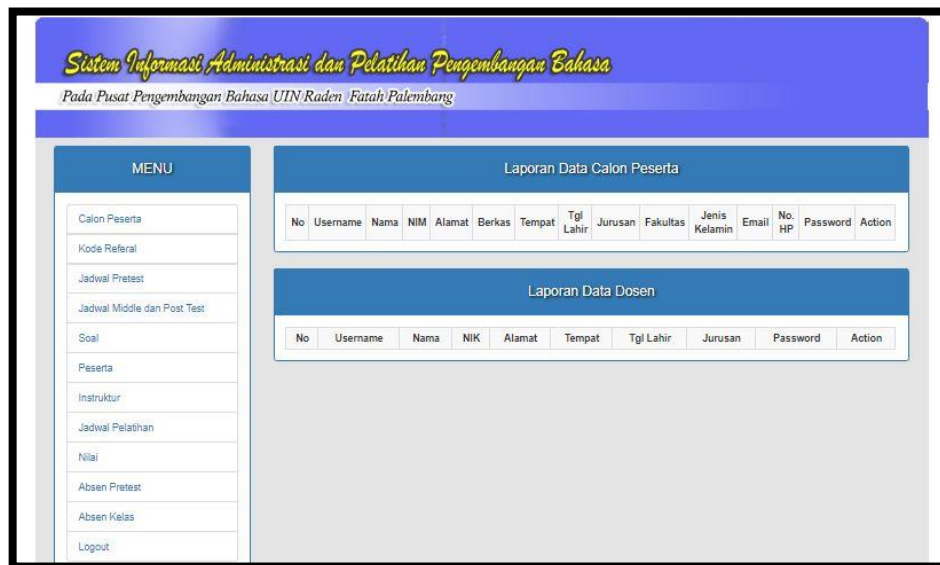 Sistem Informasi Administrasi dan Pelatihan Pengembangan Bahasa
Pada Pusat Pengembangan Bahasa UIN Raden Fatah Palembang
MENU
Calon Peserta
Kode Referal
Jadwal Pretest
Jadwal Middle dan Post Test
Soal
Peserta
Instruktur
Jadwal Pelatihan
Nilai
Absen Pretest
Absen Kelas
Logout
Laporan Data Calon Peserta
No Username Nama NIM Alamat Berkas Tempat Tgl Lahir Jurusan Fakultas Jenis Kelamin Email No. HP Password Action
Laporan Data Dosen
No Username Nama NIK Alamat Tempat Tgl Lahir Jurusan Password Action